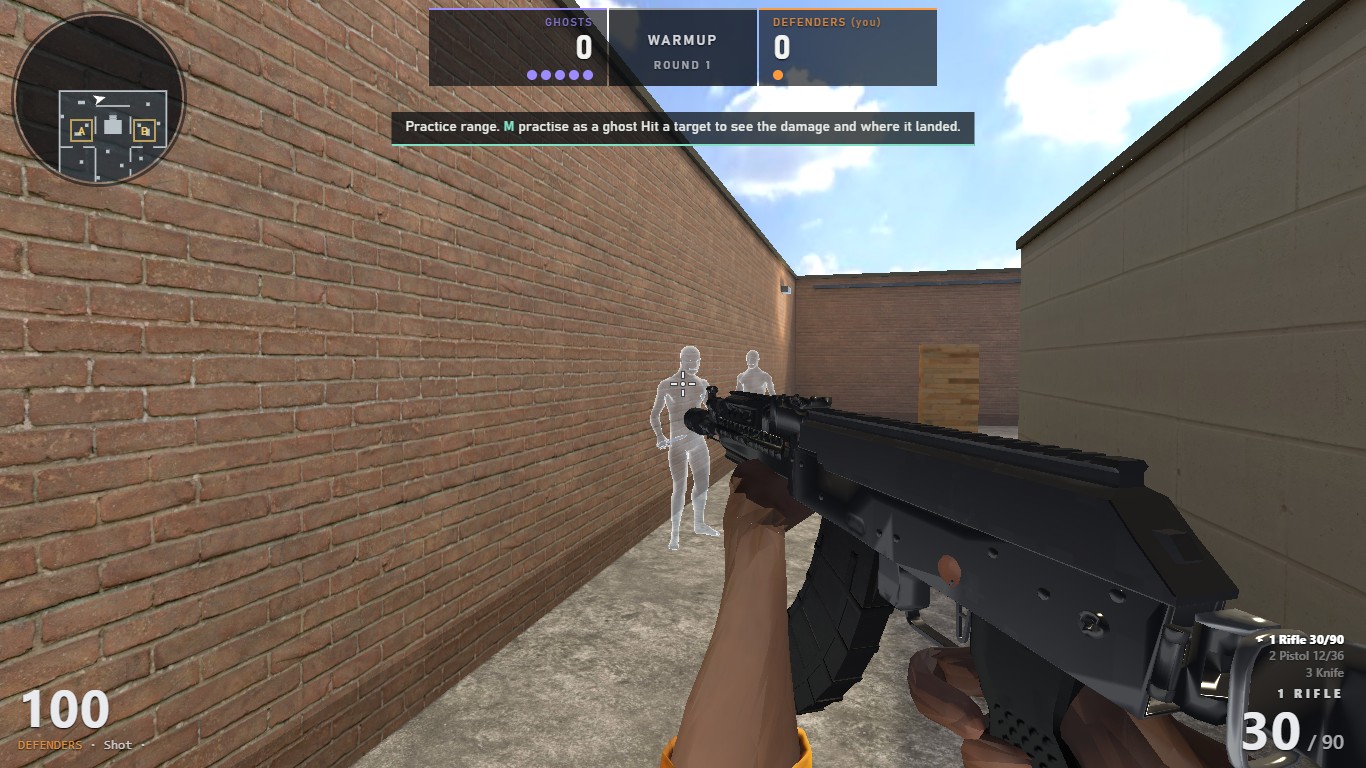 GHOSTS
0
WARMUP
ROUND 1
DEFENDERS (you)
0
Practice range. M practise as a ghost Hit a target to see the damage and where it landed.
A
B
1 Rifle 30/90
2 Pistol 12/36
3 Knife
1 RIFLE
30 / 90
100
DEFENDERS · Shot ·